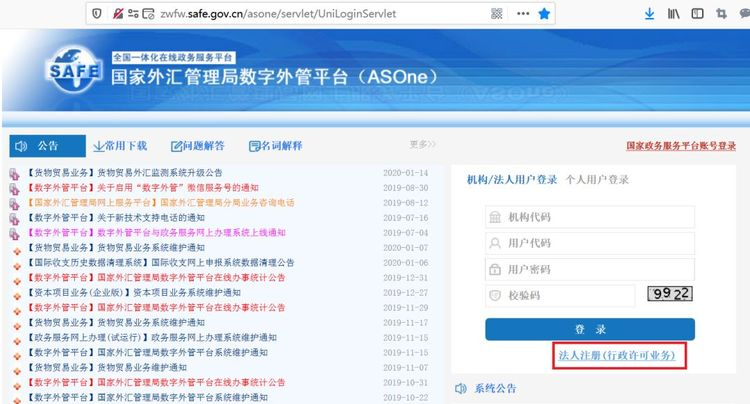 zwfw.safe.gov.cn/asone/servlet/UniLoginServlet
SAFE
全国一体化在线政务服务平台
国家外汇管理局数字外管平台（ASOne）
公告 常用下载 问题解答 名词解释 更多>> 国家政务服务平台账号登录
【货物贸易业务】货物贸易外汇监测系统升级公告 2020-01-14
【数字外管平台】关于启用“数字外管”微信服务号的通知 2019-08-30
【国家外汇管理局网上服务平台】国家外汇管理局分局业务咨询电话 2019-08-12
【数字外管平台】关于新技术支持电话的通知 2019-07-16
【数字外管平台】数字外管平台与政务服务网上办理系统上线通知 2019-07-04
【货物贸易业务】货物贸易业务系统维护通知 2020-01-07
【国际收支历史数据清理系统】国际收支网上申报系统数据清理公告 2020-01-06
【数字外管平台】国家外汇管理局数字外管平台在线办事统计公告 2019-12-31
【资本项目业务(企业版)】资本项目业务系统维护通知 2019-12-27
【数字外管平台】国家外汇管理局数字外管平台在线办事统计公告 2019-11-29
【货物贸易业务】货物贸易业务系统维护通知 2019-11-17
【政务服务网上办理(试运行)】政务服务网上办理系统维护通知 2019-11-15
【数字外管平台】国家外汇管理局数字外管平台系统维护通知 2019-11-15
【货物贸易业务】货物贸易业务维护通知 2019-11-07
【数字外管平台】国家外汇管理局数字外管平台在线办事统计公告 2019-10-31
【数字外管平台】国家外汇管理局数字外管平台系统维护通知 2019-10-22
机构/法人用户登录 个人用户登录
机构代码
用户代码
用户密码
校验码 9922
登 录
法人注册(行政许可业务)
系统公告